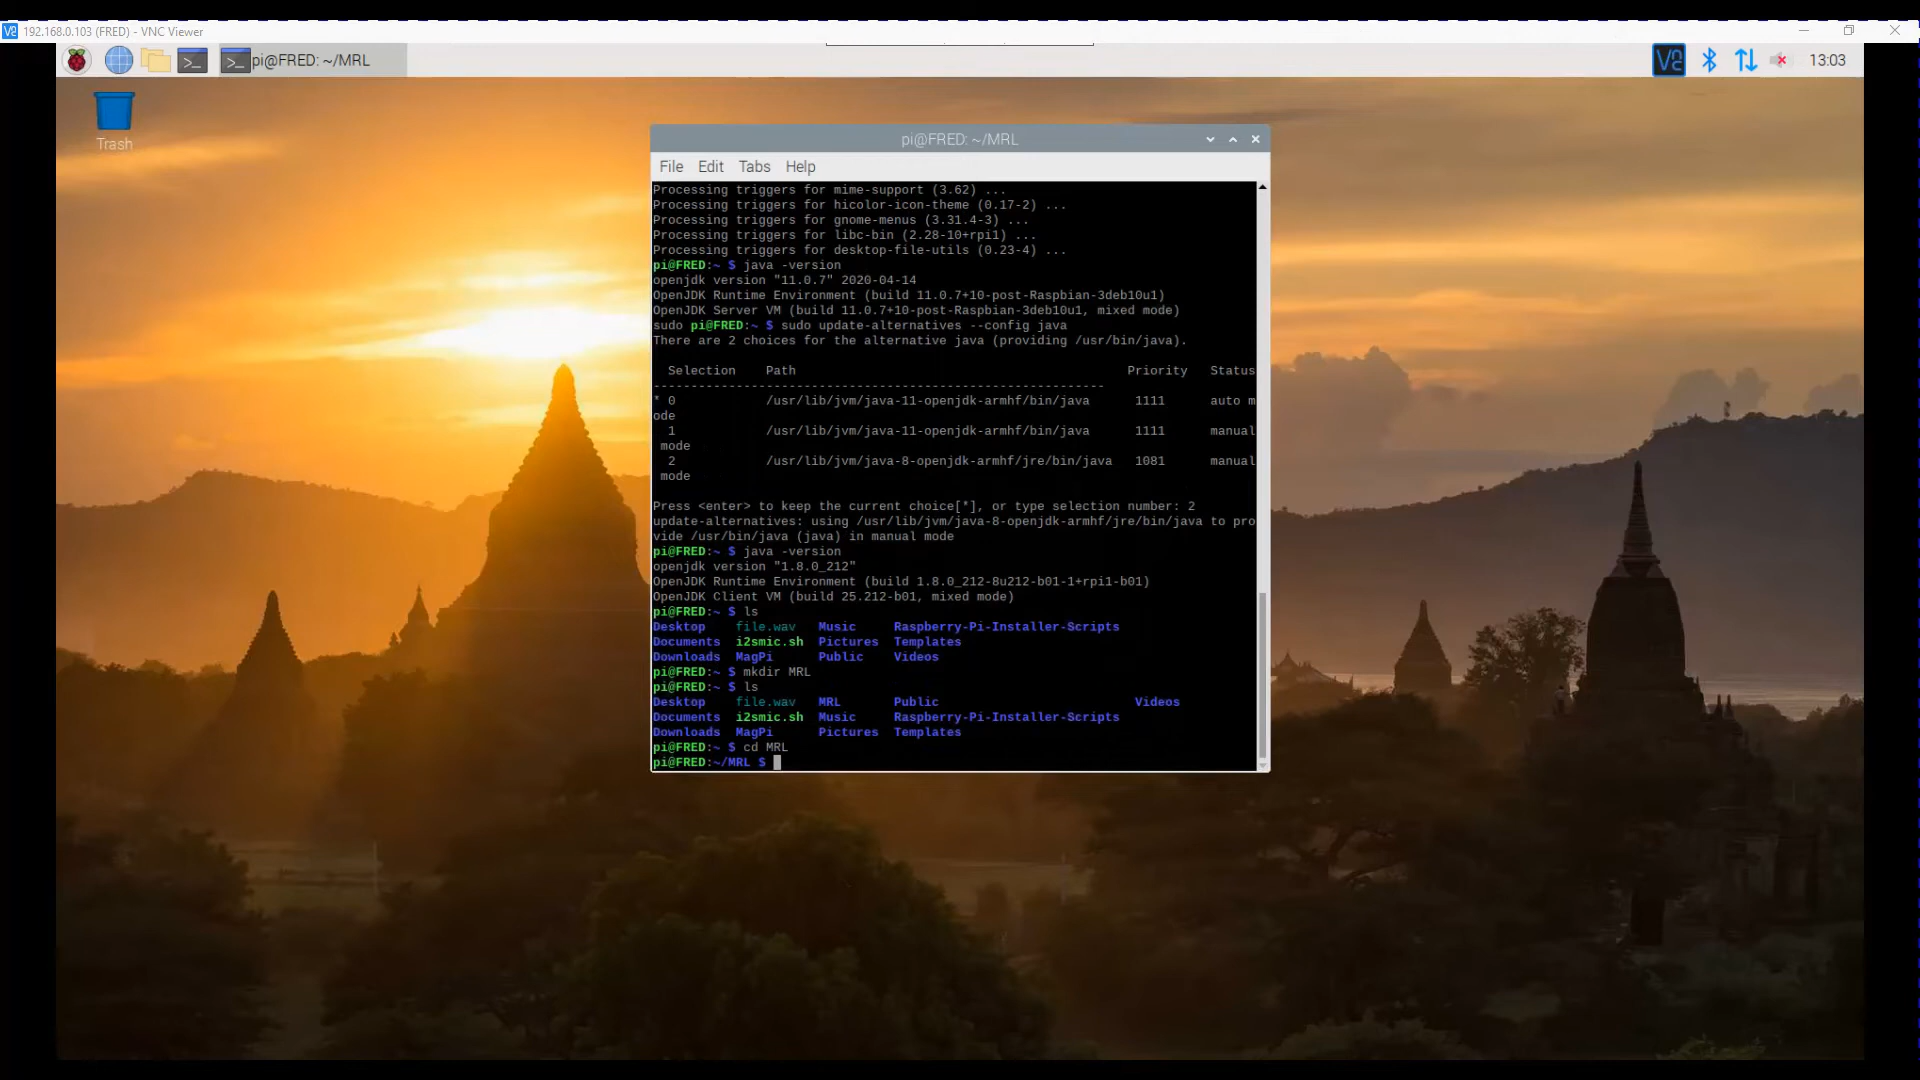 192.168.0.103 (FRED) - VNC Viewer
pi@FRED: ~/MRL
13:03
Trash
pi@FRED: ~/MRL
File Edit Tabs Help
Processing triggers for mime-support (3.62) ...
Processing triggers for hicolor-icon-theme (0.17-2) ...
Processing triggers for gnome-menus (3.31.4-3) ...
Processing triggers for libc-bin (2.28-10+rpi1) ...
Processing triggers for desktop-file-utils (0.23-4) ...
pi@FRED:~ $ java -version
openjdk version "11.0.7" 2020-04-14
OpenJDK Runtime Environment (build 11.0.7+10-post-Raspbian-3deb10u1)
OpenJDK Server VM (build 11.0.7+10-post-Raspbian-3deb10u1, mixed mode)
sudo pi@FRED:~ $ sudo update-alternatives --config java
There are 2 choices for the alternative java (providing /usr/bin/java).
Selection Path Priority Status
------------------------------------------------------------
* 0 /usr/lib/jvm/java-11-openjdk-armhf/bin/java 1111 auto m
ode
1 /usr/lib/jvm/java-11-openjdk-armhf/bin/java 1111 manual
mode
2 /usr/lib/jvm/java-8-openjdk-armhf/jre/bin/java 1081 manual
mode
Press <enter> to keep the current choice[*], or type selection number: 2
update-alternatives: using /usr/lib/jvm/java-8-openjdk-armhf/jre/bin/java to pro
vide /usr/bin/java (java) in manual mode
pi@FRED:~ $ java -version
openjdk version "1.8.0_212"
OpenJDK Runtime Environment (build 1.8.0_212-8u212-b01-1+rpi1-b01)
OpenJDK Client VM (build 25.212-b01, mixed mode)
pi@FRED:~ $ ls
Desktop file.wav Music Raspberry-Pi-Installer-Scripts
Documents i2smic.sh Pictures Templates
Downloads MagPi Public Videos
pi@FRED:~ $ mkdir MRL
pi@FRED:~ $ ls
Desktop file.wav MRL Public Videos
Documents i2smic.sh Music Raspberry-Pi-Installer-Scripts
Downloads MagPi Pictures Templates
pi@FRED:~ $ cd MRL
pi@FRED:~/MRL $